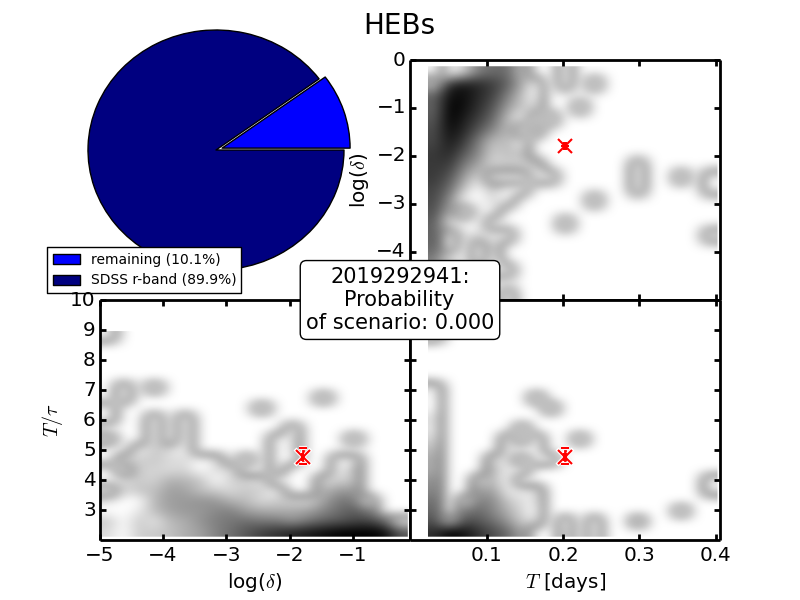 HEBs
remaining (10.1%)
SDSS r-band (89.9%)
0
−1
−2
−3
−4
log(δ)
2019292941:
Probability
of scenario: 0.000
10
9
8
7
6
5
4
3
T/τ
−5
−4
−3
−2
−1
log(δ)
0.1
0.2
0.3
0.4
T [days]